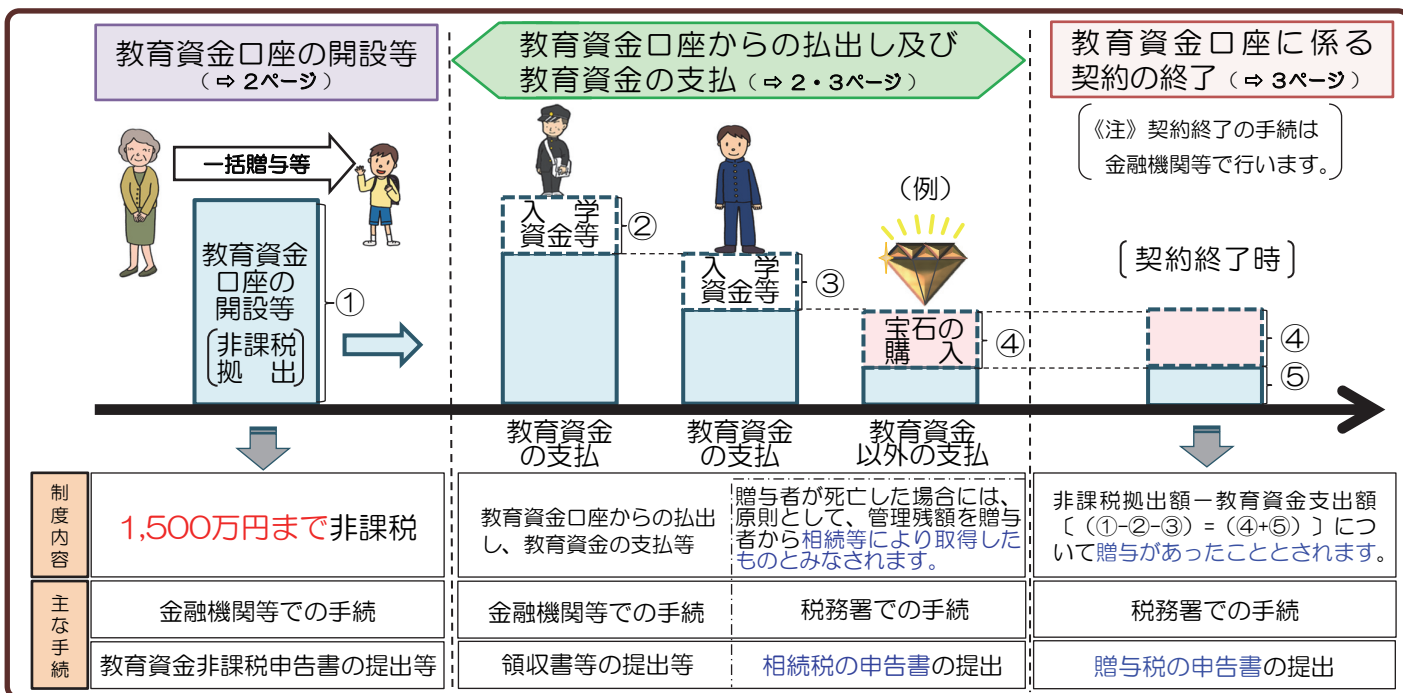 教育資金口座の開設等
（⇨ 2ページ）
教育資金口座からの払出し及び
教育資金の支払（⇨ 2・3ページ）
教育資金口座に係る
契約の終了（⇨ 3ページ）
《注》契約終了の手続は
金融機関等で行います。
一括贈与等
教育資金
口座の
開設等
〔非課税
拠　出〕
①
入　学
資金等
②
入　学
資金等
③
（例）
宝石の
購　入
④
〔契約終了時〕
④
⑤
教育資金
の支払
教育資金
の支払
教育資金
以外の支払
制度内容
1,500万円まで非課税
教育資金口座からの払出
し、教育資金の支払等
贈与者が死亡した場合には、
原則として、管理残額を贈与
者から相続等により取得した
ものとみなされます。
非課税拠出額－教育資金支出額
〔（①-②-③）=（④+⑤）〕につ
いて贈与があったこととされます。
主な手続
金融機関等での手続
金融機関等での手続
税務署での手続
税務署での手続
教育資金非課税申告書の提出等
領収書等の提出等
相続税の申告書の提出
贈与税の申告書の提出